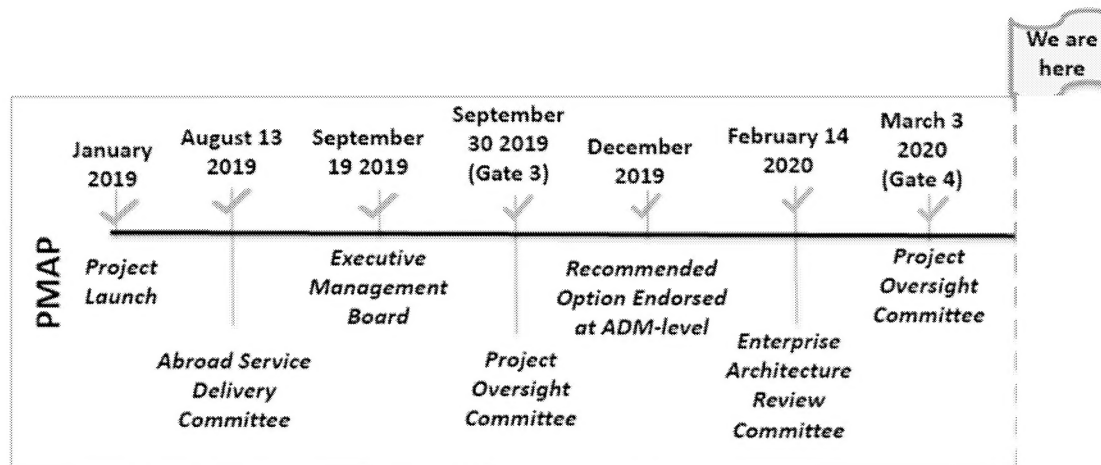 We are
here
January
2019
August 13
2019
September
19 2019
September
30 2019
(Gate 3)
December
2019
February 14
2020
March 3
2020
(Gate 4)
PMAP
Project
Launch
Abroad Service
Delivery
Committee
Executive
Management
Board
Project
Oversight
Committee
Recommended
Option Endorsed
at ADM-level
Enterprise
Architecture
Review
Committee
Project
Oversight
Committee